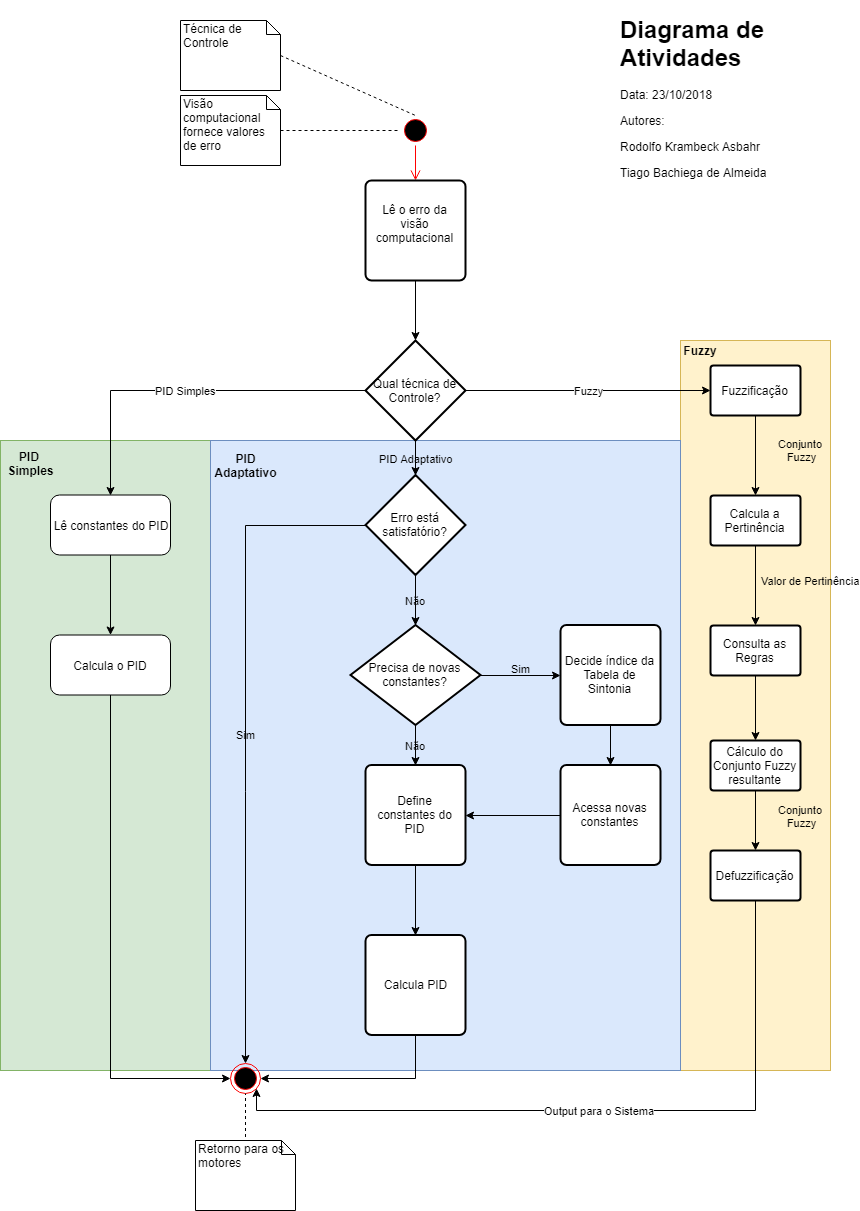 Diagrama de
Atividades
Data: 23/10/2018
Autores:
Rodolfo Krambeck Asbahr
Tiago Bachiega de Almeida
Técnica de
Controle
Visão
computacional
fornece valores
de erro
Lê o erro da
visão
computacional
Qual técnica de
Controle?
PID Simples
Fuzzy
PID Adaptativo
PID
Simples
Lê constantes do PID
Calcula o PID
PID
Adaptativo
Erro está
satisfatório?
Sim
Não
Precisa de novas
constantes?
Sim
Não
Decide índice da
Tabela de
Sintonia
Acessa novas
constantes
Define
constantes do
PID
Calcula PID
Fuzzy
Fuzzificação
Conjunto
Fuzzy
Calcula a
Pertinência
Valor de Pertinência
Consulta as
Regras
Cálculo do
Conjunto Fuzzy
resultante
Conjunto
Fuzzy
Defuzzificação
Output para o Sistema
Retorno para os
motores